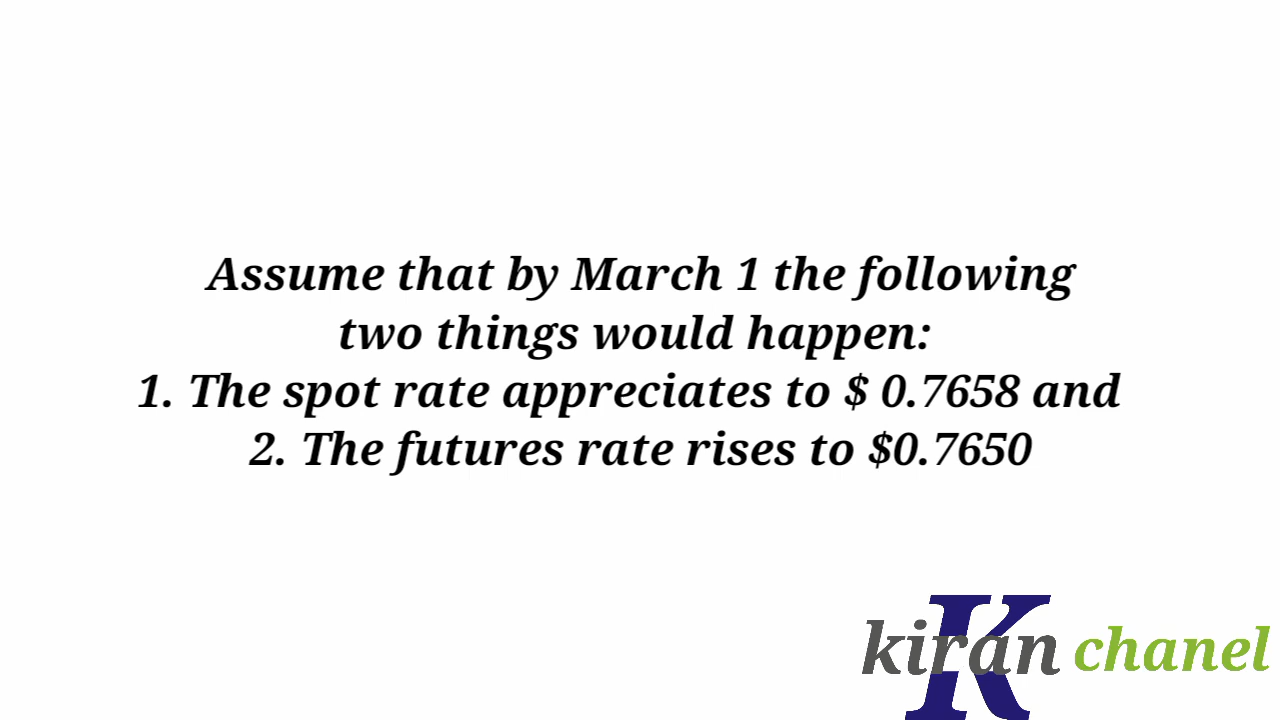 Assume that by March 1 the following
two things would happen:
1. The spot rate appreciates to $ 0.7658 and
2. The futures rate rises to $0.7650
K
kiran chanel